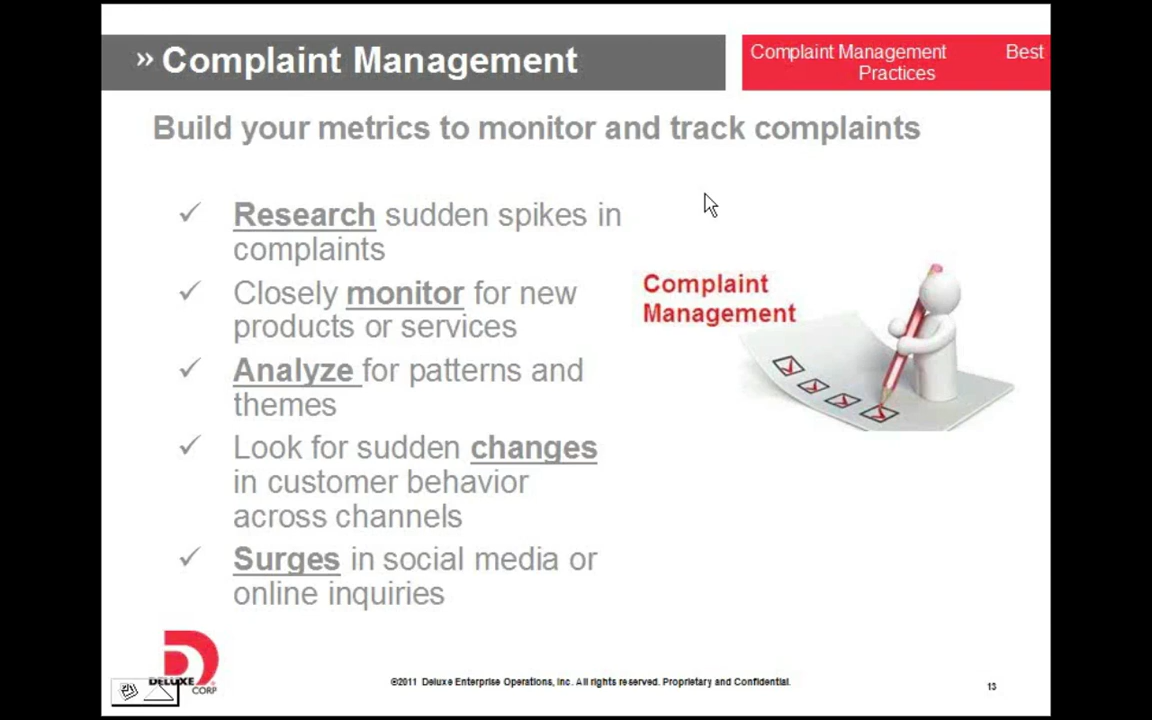 ›› Complaint Management
Complaint Management Best
Practices
Build your metrics to monitor and track complaints
✓ Research sudden spikes in
complaints
✓ Closely monitor for new
products or services
✓ Analyze for patterns and
themes
✓ Look for sudden changes
in customer behavior
across channels
✓ Surges in social media or
online inquiries
Complaint
Management
DELUXE
CORP
©2011 Deluxe Enterprise Operations, Inc. All rights reserved. Proprietary and Confidential.
13